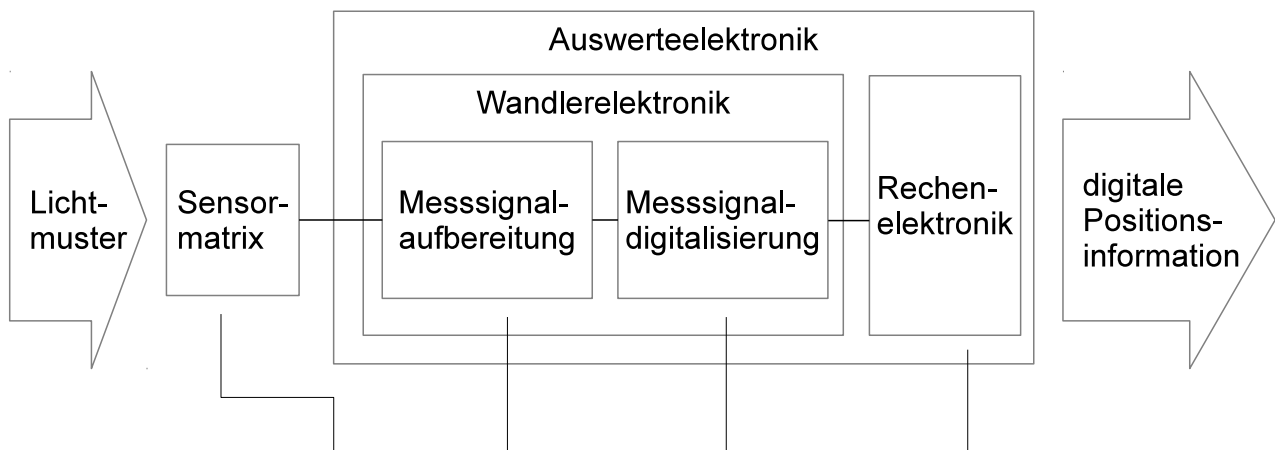 Auswerteelektronik
Wandlerelektronik
Licht-
muster
Sensor-
matrix
Messsignal-
aufbereitung
Messsignal-
digitalisierung
Rechen-
elektronik
digitale
Positions-
information